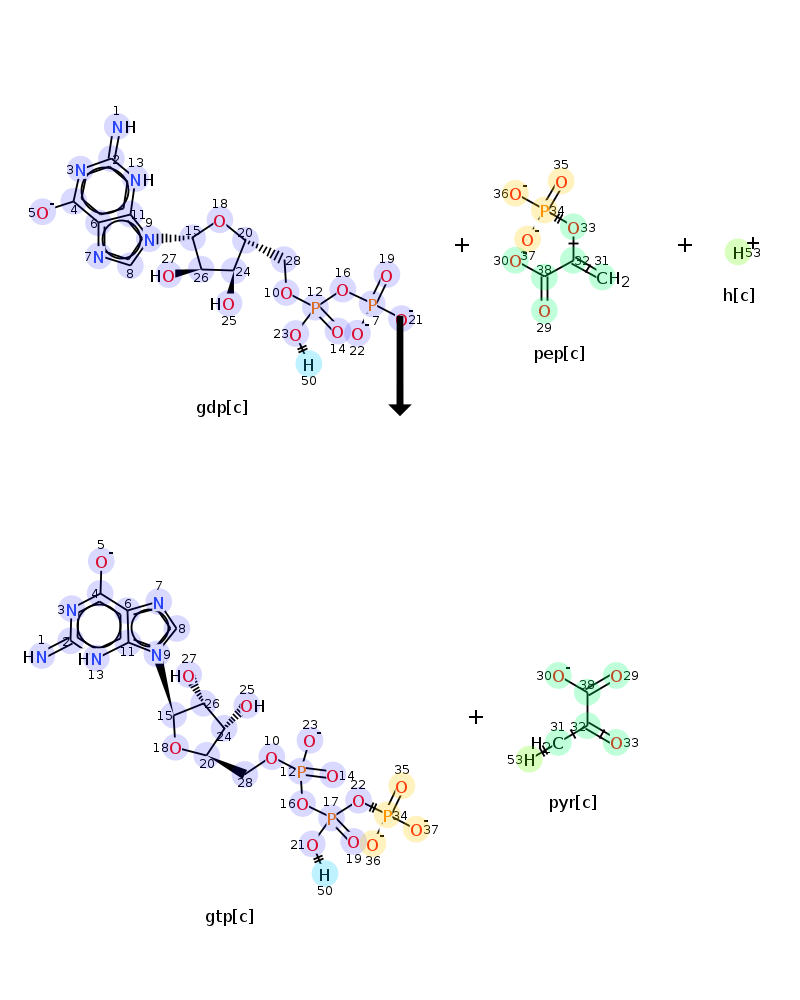 1
NH
2
3 N
13
NH
35
O
36 O -
5 O -
4
11
6
9
N
18
O
15
20
P 34
O 33
7 N
8
28
O -
37
30 O
+
+
H + 53
27
HO
26
24
16
O
19
O
38
32
31
CH2
10 O
12
P
P
7
O
29
h[c]
HO
25
23 O
14
O
O -
22
O - 21
H
50
pep[c]
gdp[c]
5
O -
4
7
N
3 N
6
8
1
HN
2
HN
13
11
N 9
27
HO
30 O -
O 29
38
26
25
OH
15
24
31
32
+
H2
C
O 33
53 H
18 O
20
23
O -
10
O
12 P
O 14
28
35
O
22
O
pyr[c]
16 O
17
P
P 34
O - 37
21 O
O
19
O -
36
H
50
gtp[c]